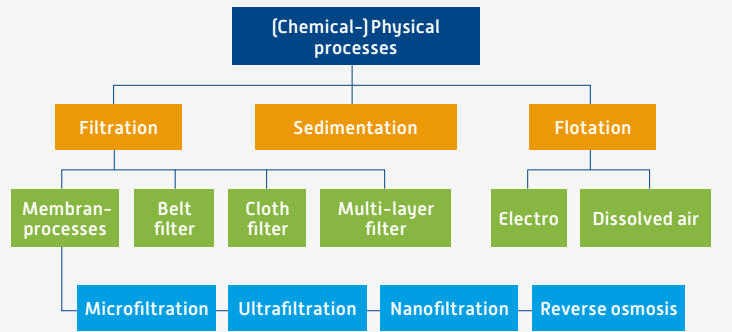 (Chemical-) Physical
processes
Filtration
Sedimentation
Flotation
Membran-
processes
Belt
filter
Cloth
filter
Multi-layer
filter
Electro
Dissolved air
Microfiltration
Ultrafiltration
Nanofiltration
Reverse osmosis